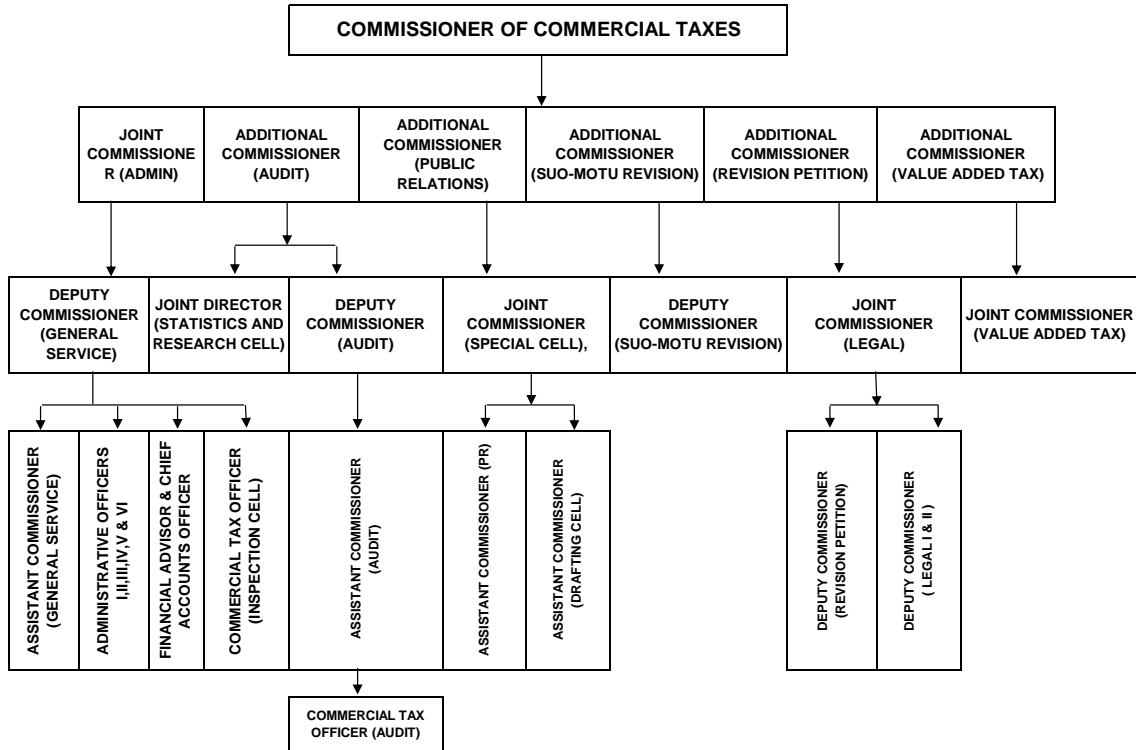 COMMISSIONER OF COMMERCIAL TAXES
JOINT
COMMISSIONE
R (ADMIN)
ADDITIONAL
COMMISSIONER
(AUDIT)
ADDITIONAL
COMMISSIONER
(PUBLIC
RELATIONS)
ADDITIONAL
COMMISSIONER
(SUO-MOTU REVISION)
ADDITIONAL
COMMISSIONER
(REVISION PETITION)
ADDITIONAL
COMMISSIONER
(VALUE ADDED TAX)
DEPUTY
COMMISSIONER
(GENERAL
SERVICE)
JOINT DIRECTOR
(STATISTICS AND
RESEARCH CELL)
DEPUTY
COMMISSIONER
(AUDIT)
JOINT
COMMISSIONER
(SPECIAL CELL),
DEPUTY
COMMISSIONER
(SUO-MOTU REVISION)
JOINT
COMMISSIONER
(LEGAL)
JOINT COMMISSIONER
(VALUE ADDED TAX)
ASSISTANT COMMISSIONER
(GENERAL SERVICE)
ADMINISTRATIVE OFFICERS
I,II,III,IV,V & VI
FINANCIAL ADVISOR & CHIEF
ACCOUNTS OFFICER
COMMERCIAL TAX OFFICER
(INSPECTION CELL)
ASSISTANT COMMISSIONER
(AUDIT)
ASSISTANT COMMISSIONER (PR)
ASSISTANT COMMISSIONER
(DRAFTING CELL)
DEPUTY COMMISSIONER
(REVISION PETITION)
DEPUTY COMMISSIONER
( LEGAL I & II)
COMMERCIAL TAX
OFFICER (AUDIT)